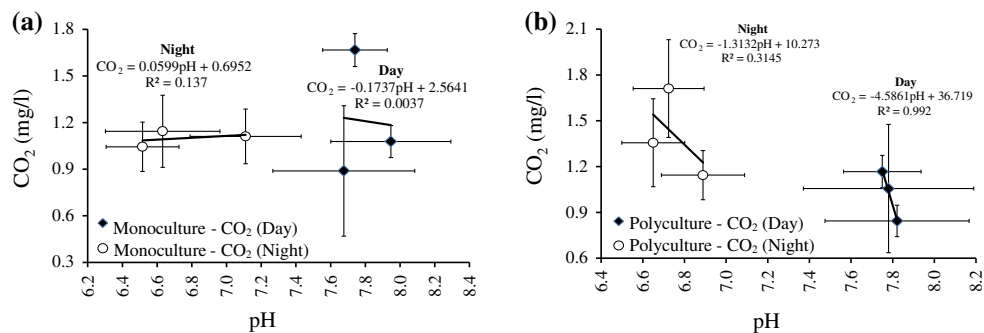 (a)
1.8
1.5
1.2
0.9
0.6
0.3
CO₂ (mg/l)
Night
CO₂ = 0.0599pH + 0.6952
R² = 0.137
Day
CO₂ = -0.1737pH + 2.5641
R² = 0.0037
Monoculture - CO₂ (Day)
Monoculture - CO₂ (Night)
6.2 6.4 6.6 6.8 7.0 7.2 7.4 7.6 7.8 8.0 8.2 8.4
pH
(b)
2.1
1.8
1.5
1.2
0.9
0.6
CO₂ (mg/l)
Night
CO₂ = -1.3132pH + 10.273
R² = 0.3145
Day
CO₂ = -4.5861pH + 36.719
R² = 0.992
Polyculture - CO₂ (Day)
Polyculture - CO₂ (Night)
6.4 6.6 6.8 7.0 7.2 7.4 7.6 7.8 8.0 8.2
pH